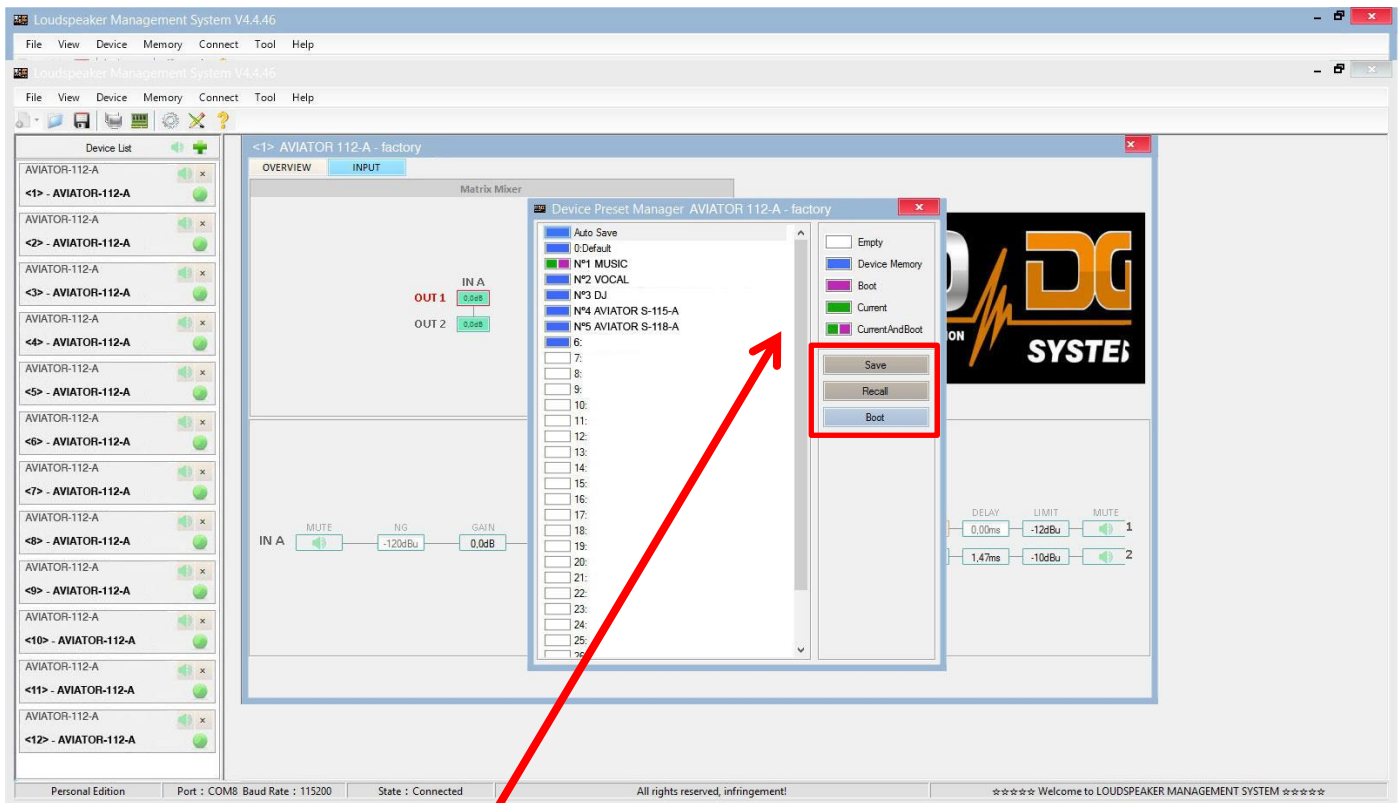 Loudspeaker Management System V4.4.46
File View Device Memory Connect Tool Help
Loudspeaker Management System V4.4.46
File View Device Memory Connect Tool Help
Device List
AVIATOR-112-A
<1> - AVIATOR-112-A
AVIATOR-112-A
<2> - AVIATOR-112-A
AVIATOR-112-A
<3> - AVIATOR-112-A
AVIATOR-112-A
<4> - AVIATOR-112-A
AVIATOR-112-A
<5> - AVIATOR-112-A
AVIATOR-112-A
<6> - AVIATOR-112-A
AVIATOR-112-A
<7> - AVIATOR-112-A
AVIATOR-112-A
<8> - AVIATOR-112-A
AVIATOR-112-A
<9> - AVIATOR-112-A
AVIATOR-112-A
<10> - AVIATOR-112-A
AVIATOR-112-A
<11> - AVIATOR-112-A
AVIATOR-112-A
<12> - AVIATOR-112-A
<1> AVIATOR 112-A - factory
OVERVIEW INPUT
Matrix Mixer
IN A
OUT 1 0,0dB
OUT 2 0,0dB
MUTE NG GAIN
IN A -120dBu 0,0dB
Device Preset Manager AVIATOR 112-A - factory
Auto Save
0:Default
Nº1 MUSIC
Nº2 VOCAL
Nº3 DJ
Nº4 AVIATOR S-115-A
Nº5 AVIATOR S-118-A
6:
7:
8:
9:
10:
11:
12:
13:
14:
15:
16:
17:
18:
19:
20:
21:
22:
23:
24:
25:
26:
Empty
Device Memory
Boot
Current
CurrentAndBoot
Save
Recall
Boot
ION
SYSTE
DELAY LIMIT MUTE
0,00ms -12dBu 1
1,47ms -10dBu 2
Personal Edition Port : COM8 Baud Rate : 115200 State : Connected All rights reserved, infringement! ☆☆☆☆☆ Welcome to LOUDSPEAKER MANAGEMENT SYSTEM ☆☆☆☆☆